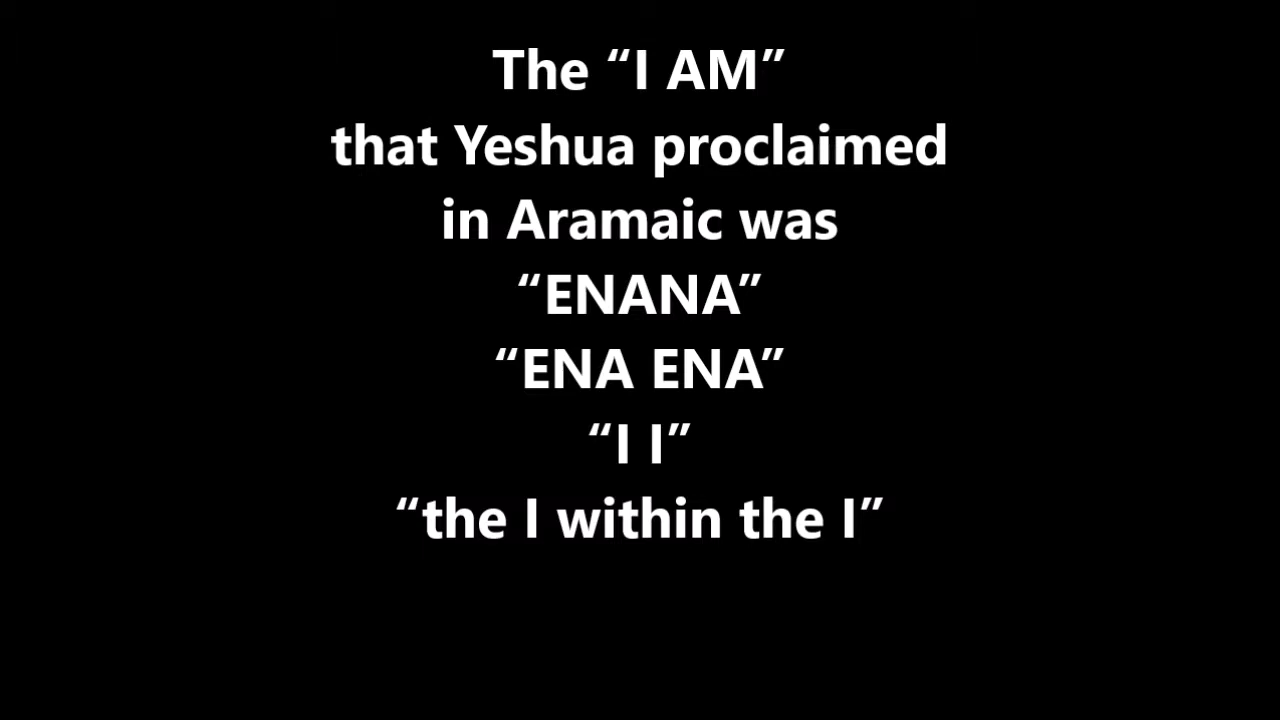 The “I AM”
that Yeshua proclaimed
in Aramaic was
“ENANA”
“ENA ENA”
“I I”
“the I within the I”